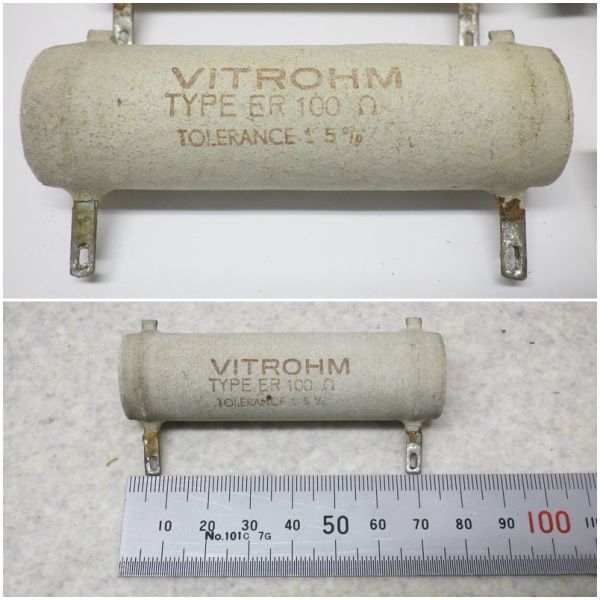 VITROHM
TYPE ER 100 Ω
TOLERANCE ± 5%
VITROHM
TYPE ER 100 Ω
TOLERANCE ± 5%
10 20 30 40 50 60 70 80 90 100
No.101C 7G